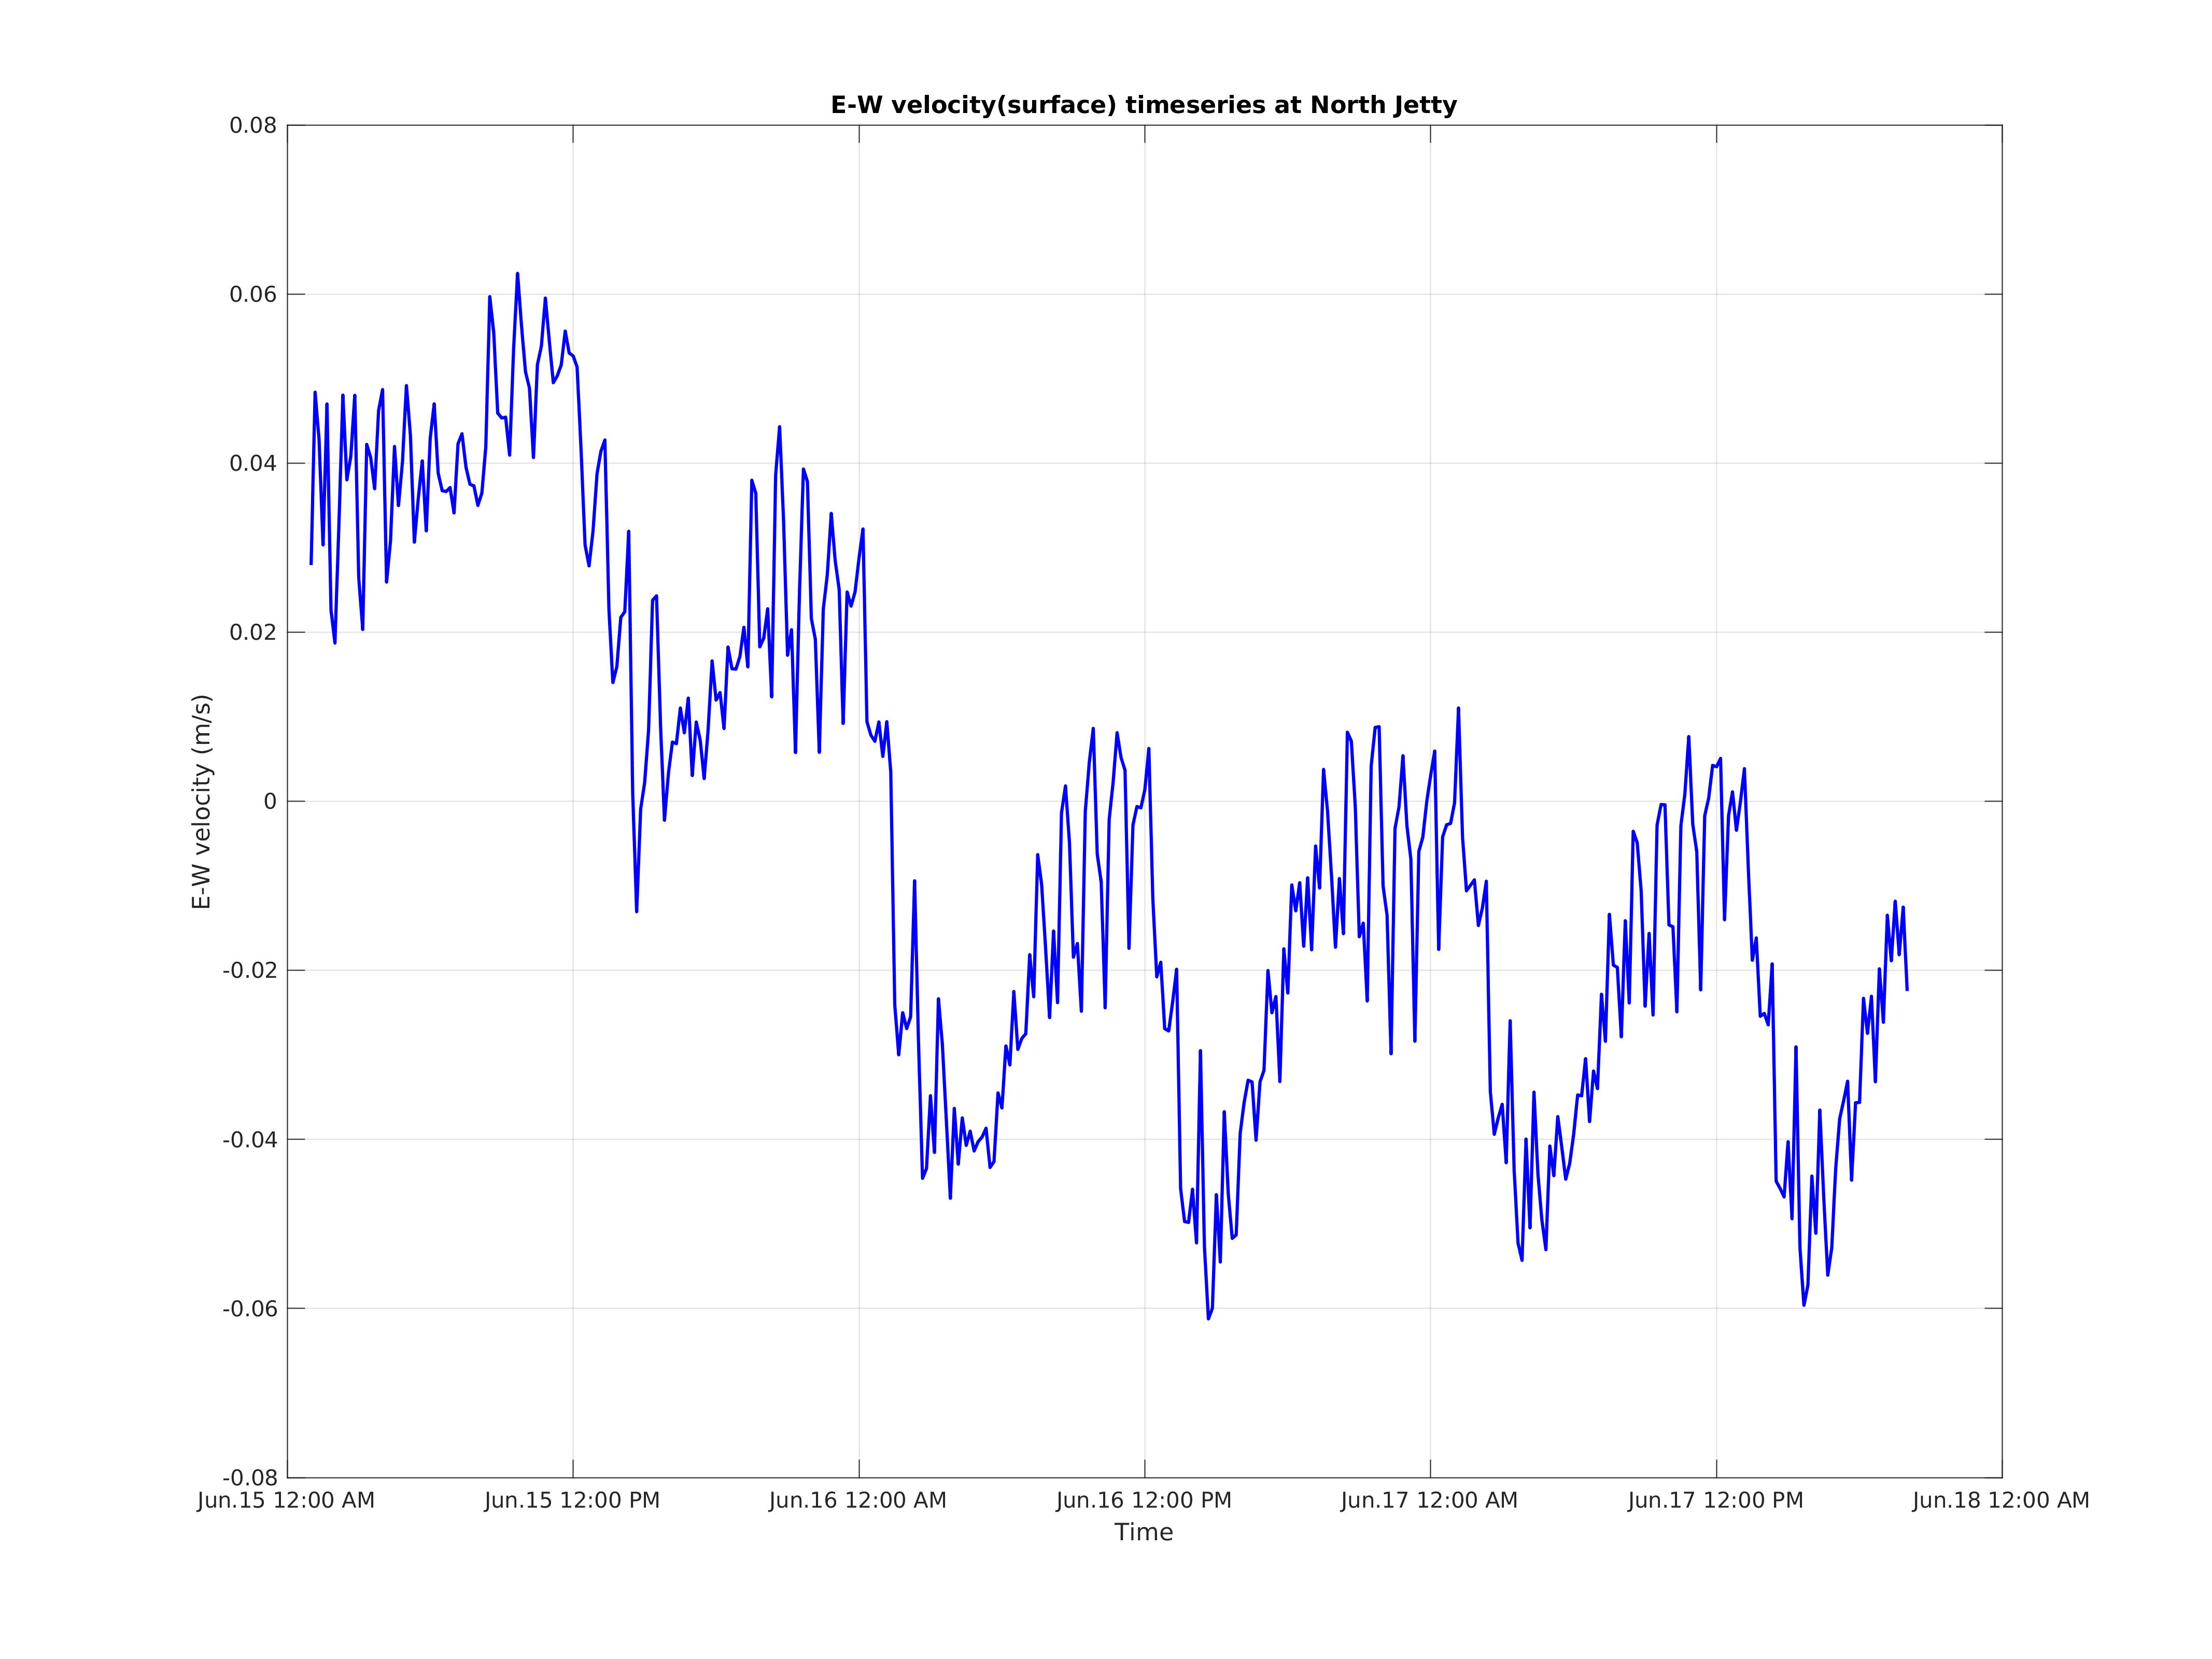 E-W velocity(surface) timeseries at North Jetty
0.08
0.06
0.04
0.02
0
-0.02
-0.04
-0.06
-0.08
E-W velocity (m/s)
Jun.15 12:00 AM
Jun.15 12:00 PM
Jun.16 12:00 AM
Jun.16 12:00 PM
Jun.17 12:00 AM
Jun.17 12:00 PM
Jun.18 12:00 AM
Time